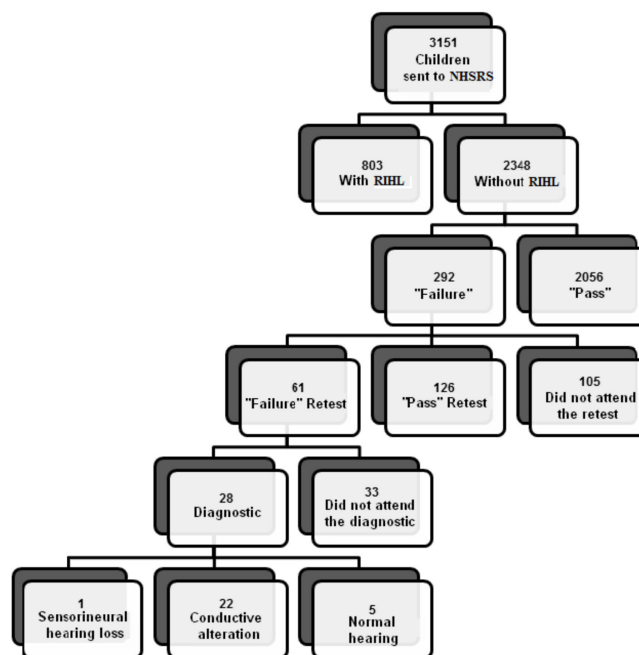 3151
Children
sent to NHSRS
803
With RIHL
2348
Without RIHL
292
"Failure"
2056
"Pass"
61
"Failure" Retest
126
"Pass" Retest
105
Did not attend
the retest
28
Diagnostic
33
Did not attend
the diagnostic
1
Sensorineural
hearing loss
22
Conductive
alteration
5
Normal
hearing